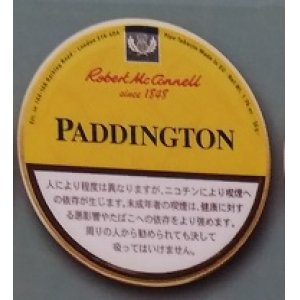 Robert McConnell
since 1848
PADDINGTON
人により程度は異なりますが、ニコチンにより喫煙へ
の依存が生じます。未成年者の喫煙は、健康に対す
る悪影響やたばこへの依存をより強めます。
周りの人から勧められても決して
吸ってはいけません。